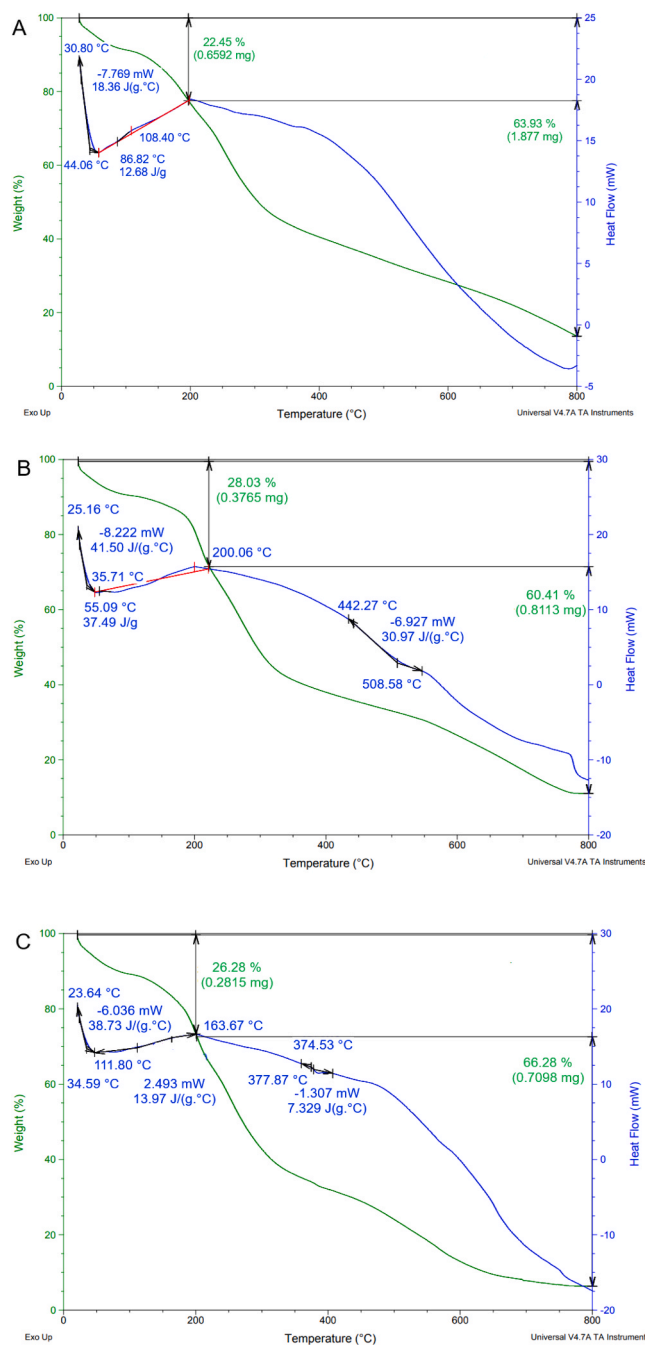 A
100
80
60
40
20
0
Weight (%)
30.80 °C
-7.769 mW
18.36 J(g.°C)
22.45 %
(0.6592 mg)
108.40 °C
44.06 °C
86.82 °C
12.68 J/g
63.93 %
(1.877 mg)
25
20
15
10
5
0
-5
Heat Flow (mW)
0
200
400
600
800
Exo Up
Temperature (°C)
Universal V4.7A TA Instruments
B
100
80
60
40
20
0
Weight (%)
28.03 %
(0.3765 mg)
25.16 °C
-8.222 mW
41.50 J/(g.°C)
200.06 °C
35.71 °C
55.09 °C
37.49 J/g
60.41 %
(0.8113 mg)
442.27 °C
-6.927 mW
30.97 J/(g.°C)
508.58 °C
30
20
10
0
-10
-20
Heat Flow (mW)
0
200
400
600
800
Exo Up
Temperature (°C)
Universal V4.7A TA Instruments
C
100
80
60
40
20
0
Weight (%)
26.28 %
(0.2815 mg)
23.64 °C
-6.036 mW
38.73 J/(g.°C)
163.67 °C
374.53 °C
111.80 °C
34.59 °C
2.493 mW
13.97 J/(g.°C)
377.87 °C
-1.307 mW
7.329 J/(g.°C)
66.28 %
(0.7098 mg)
30
20
10
0
-10
-20
Heat Flow (mW)
0
200
400
600
800
Exo Up
Temperature (°C)
Universal V4.7A TA Instruments